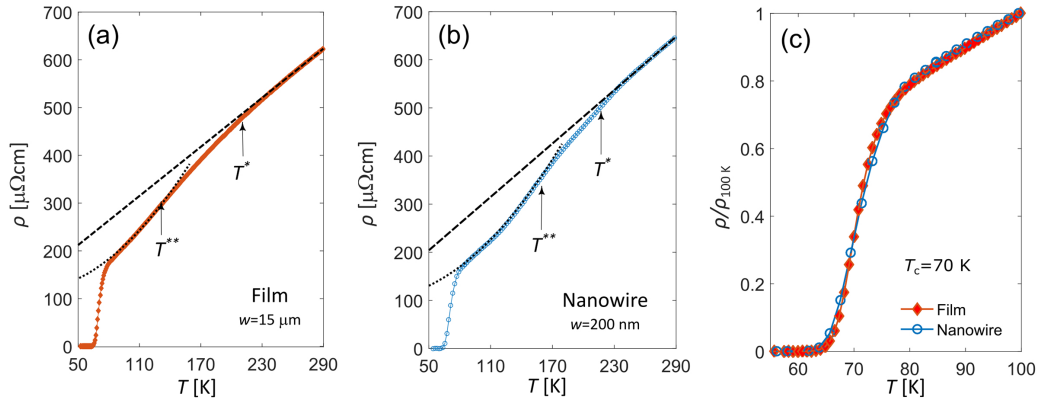 (a)
ρ [μΩcm]
700
600
500
400
300
200
100
0
T*
T**
Film
w=15 μm
50 110 170 230 290
T [K]
(b)
ρ [μΩcm]
700
600
500
400
300
200
100
0
T*
T**
Nanowire
w=200 nm
50 110 170 230 290
T [K]
(c)
ρ/ρ100 K
1
0.8
0.6
0.4
0.2
0
Tc=70 K
Film
Nanowire
60 70 80 90 100
T [K]